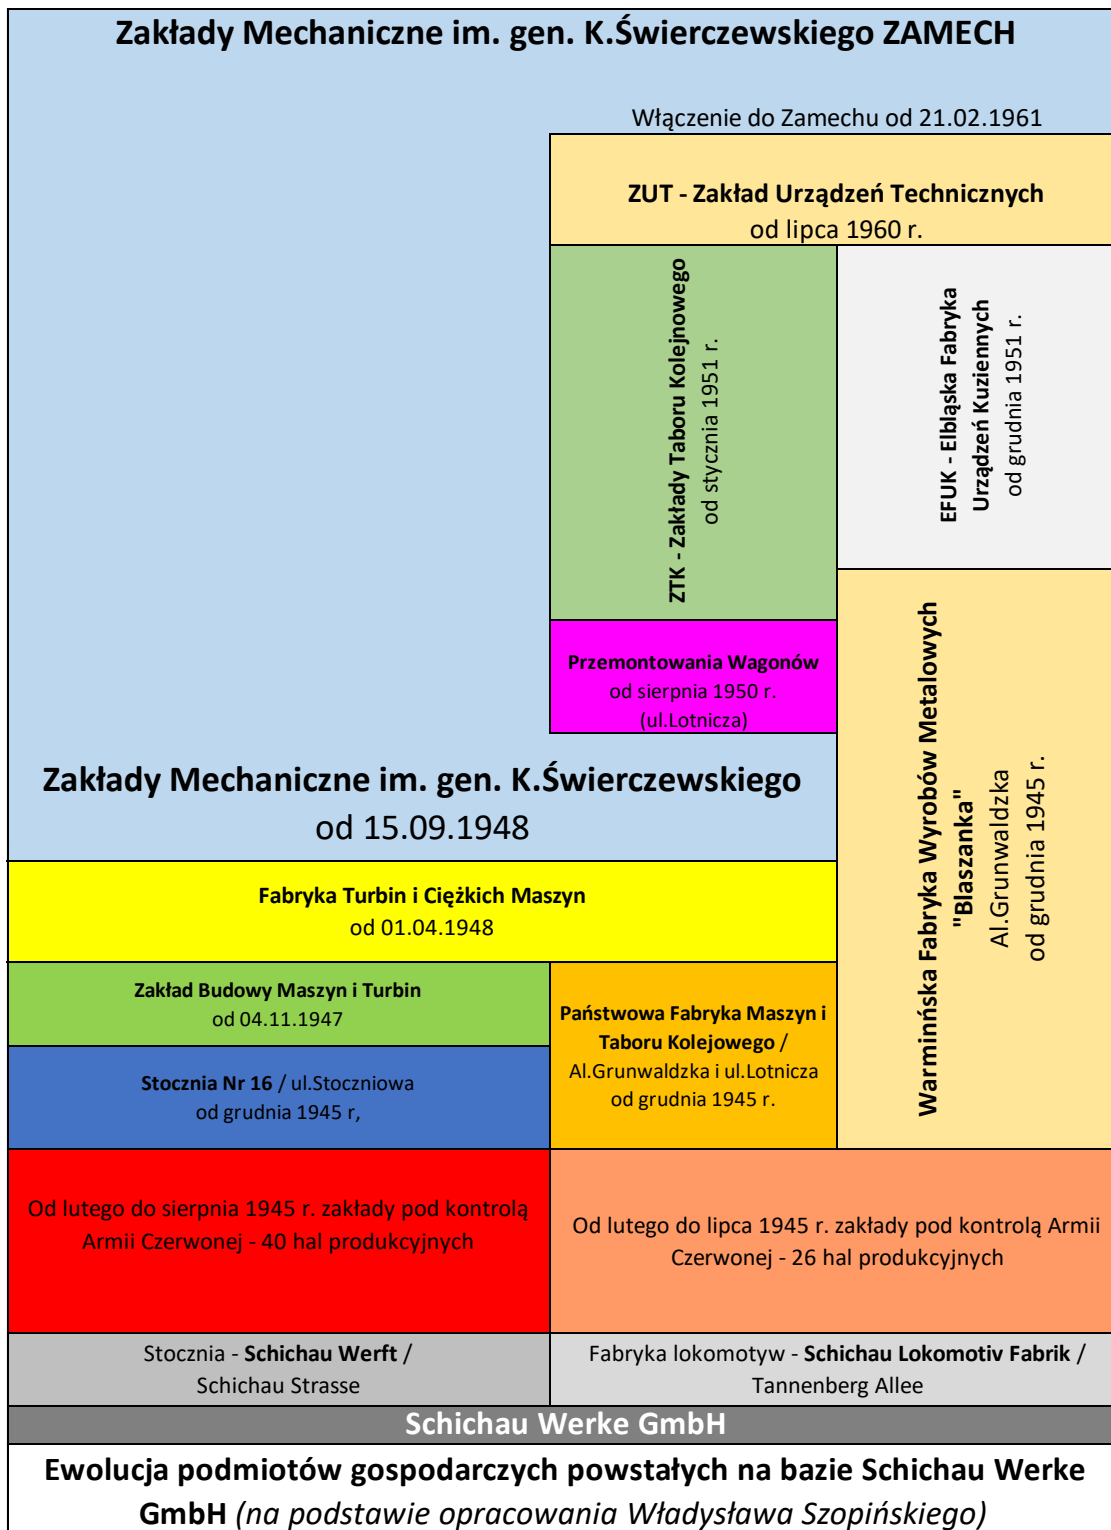 Zakłady Mechaniczne im. gen. K.Świerczewskiego ZAMECH
Włączenie do Zamechu od 21.02.1961
ZUT - Zakład Urządzeń Technicznych
od lipca 1960 r.
ZTK - Zakłady Taboru Kolejnowego
od stycznia 1951 r.
EFUK - Elbląska Fabryka
Urządzeń Kuziennych
od grudnia 1951 r.
Przemontowania Wagonów
od sierpnia 1950 r.
(ul.Lotnicza)
Warminńska Fabryka Wyrobów Metalowych
"Blaszanka"
Al.Grunwaldzka
od grudnia 1945 r.
Zakłady Mechaniczne im. gen. K.Świerczewskiego
od 15.09.1948
Fabryka Turbin i Ciężkich Maszyn
od 01.04.1948
Zakład Budowy Maszyn i Turbin
od 04.11.1947
Państwowa Fabryka Maszyn i
Taboru Kolejowego /
Al.Grunwaldzka i ul.Lotnicza
od grudnia 1945 r.
Stocznia Nr 16 / ul.Stoczniowa
od grudnia 1945 r,
Od lutego do sierpnia 1945 r. zakłady pod kontrolą
Armii Czerwonej - 40 hal produkcyjnych
Od lutego do lipca 1945 r. zakłady pod kontrolą Armii
Czerwonej - 26 hal produkcyjnych
Stocznia - Schichau Werft /
Schichau Strasse
Fabryka lokomotyw - Schichau Lokomotiv Fabrik /
Tannenberg Allee
Schichau Werke GmbH
Ewolucja podmiotów gospodarczych powstałych na bazie Schichau Werke
GmbH (na podstawie opracowania Władysława Szopińskiego)